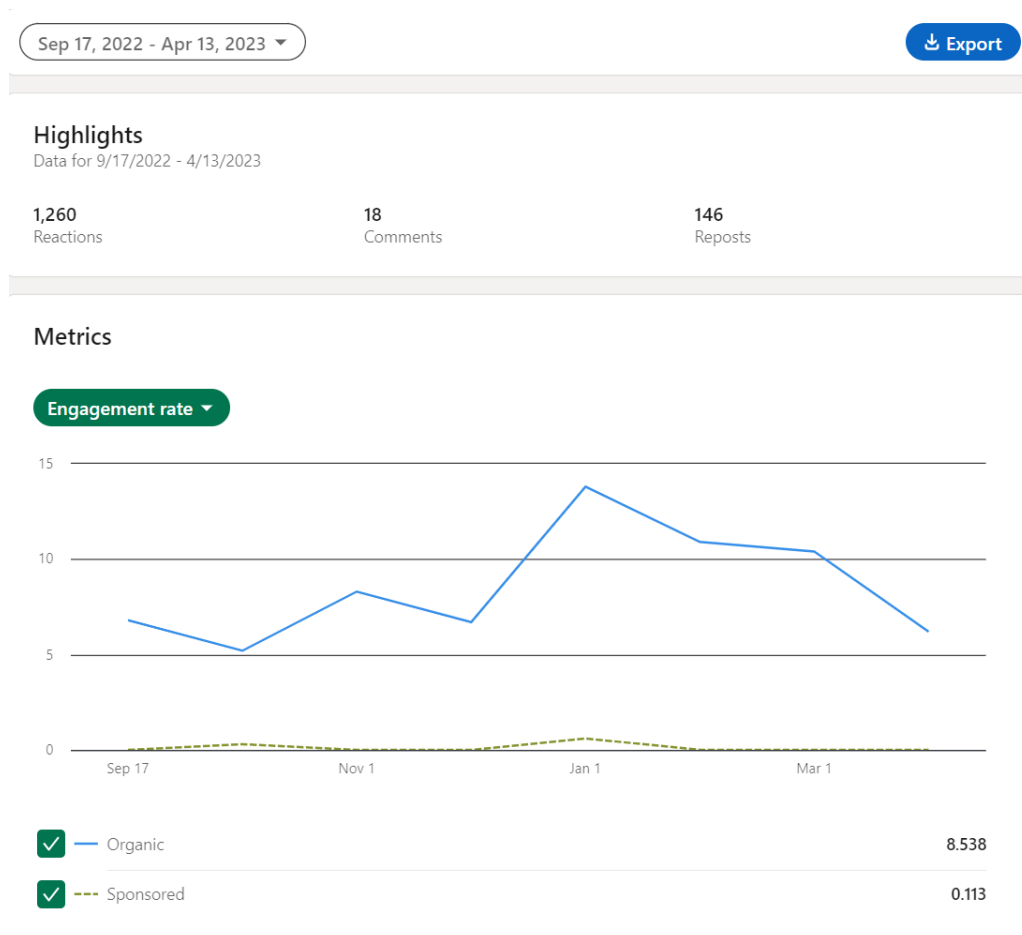 Sep 17, 2022 - Apr 13, 2023 Export
Highlights
Data for 9/17/2022 - 4/13/2023
1,260 18 146
Reactions Comments Reposts
Metrics
Engagement rate
15
10
5
0
Sep 17 Nov 1 Jan 1 Mar 1
Organic 8.538
Sponsored 0.113